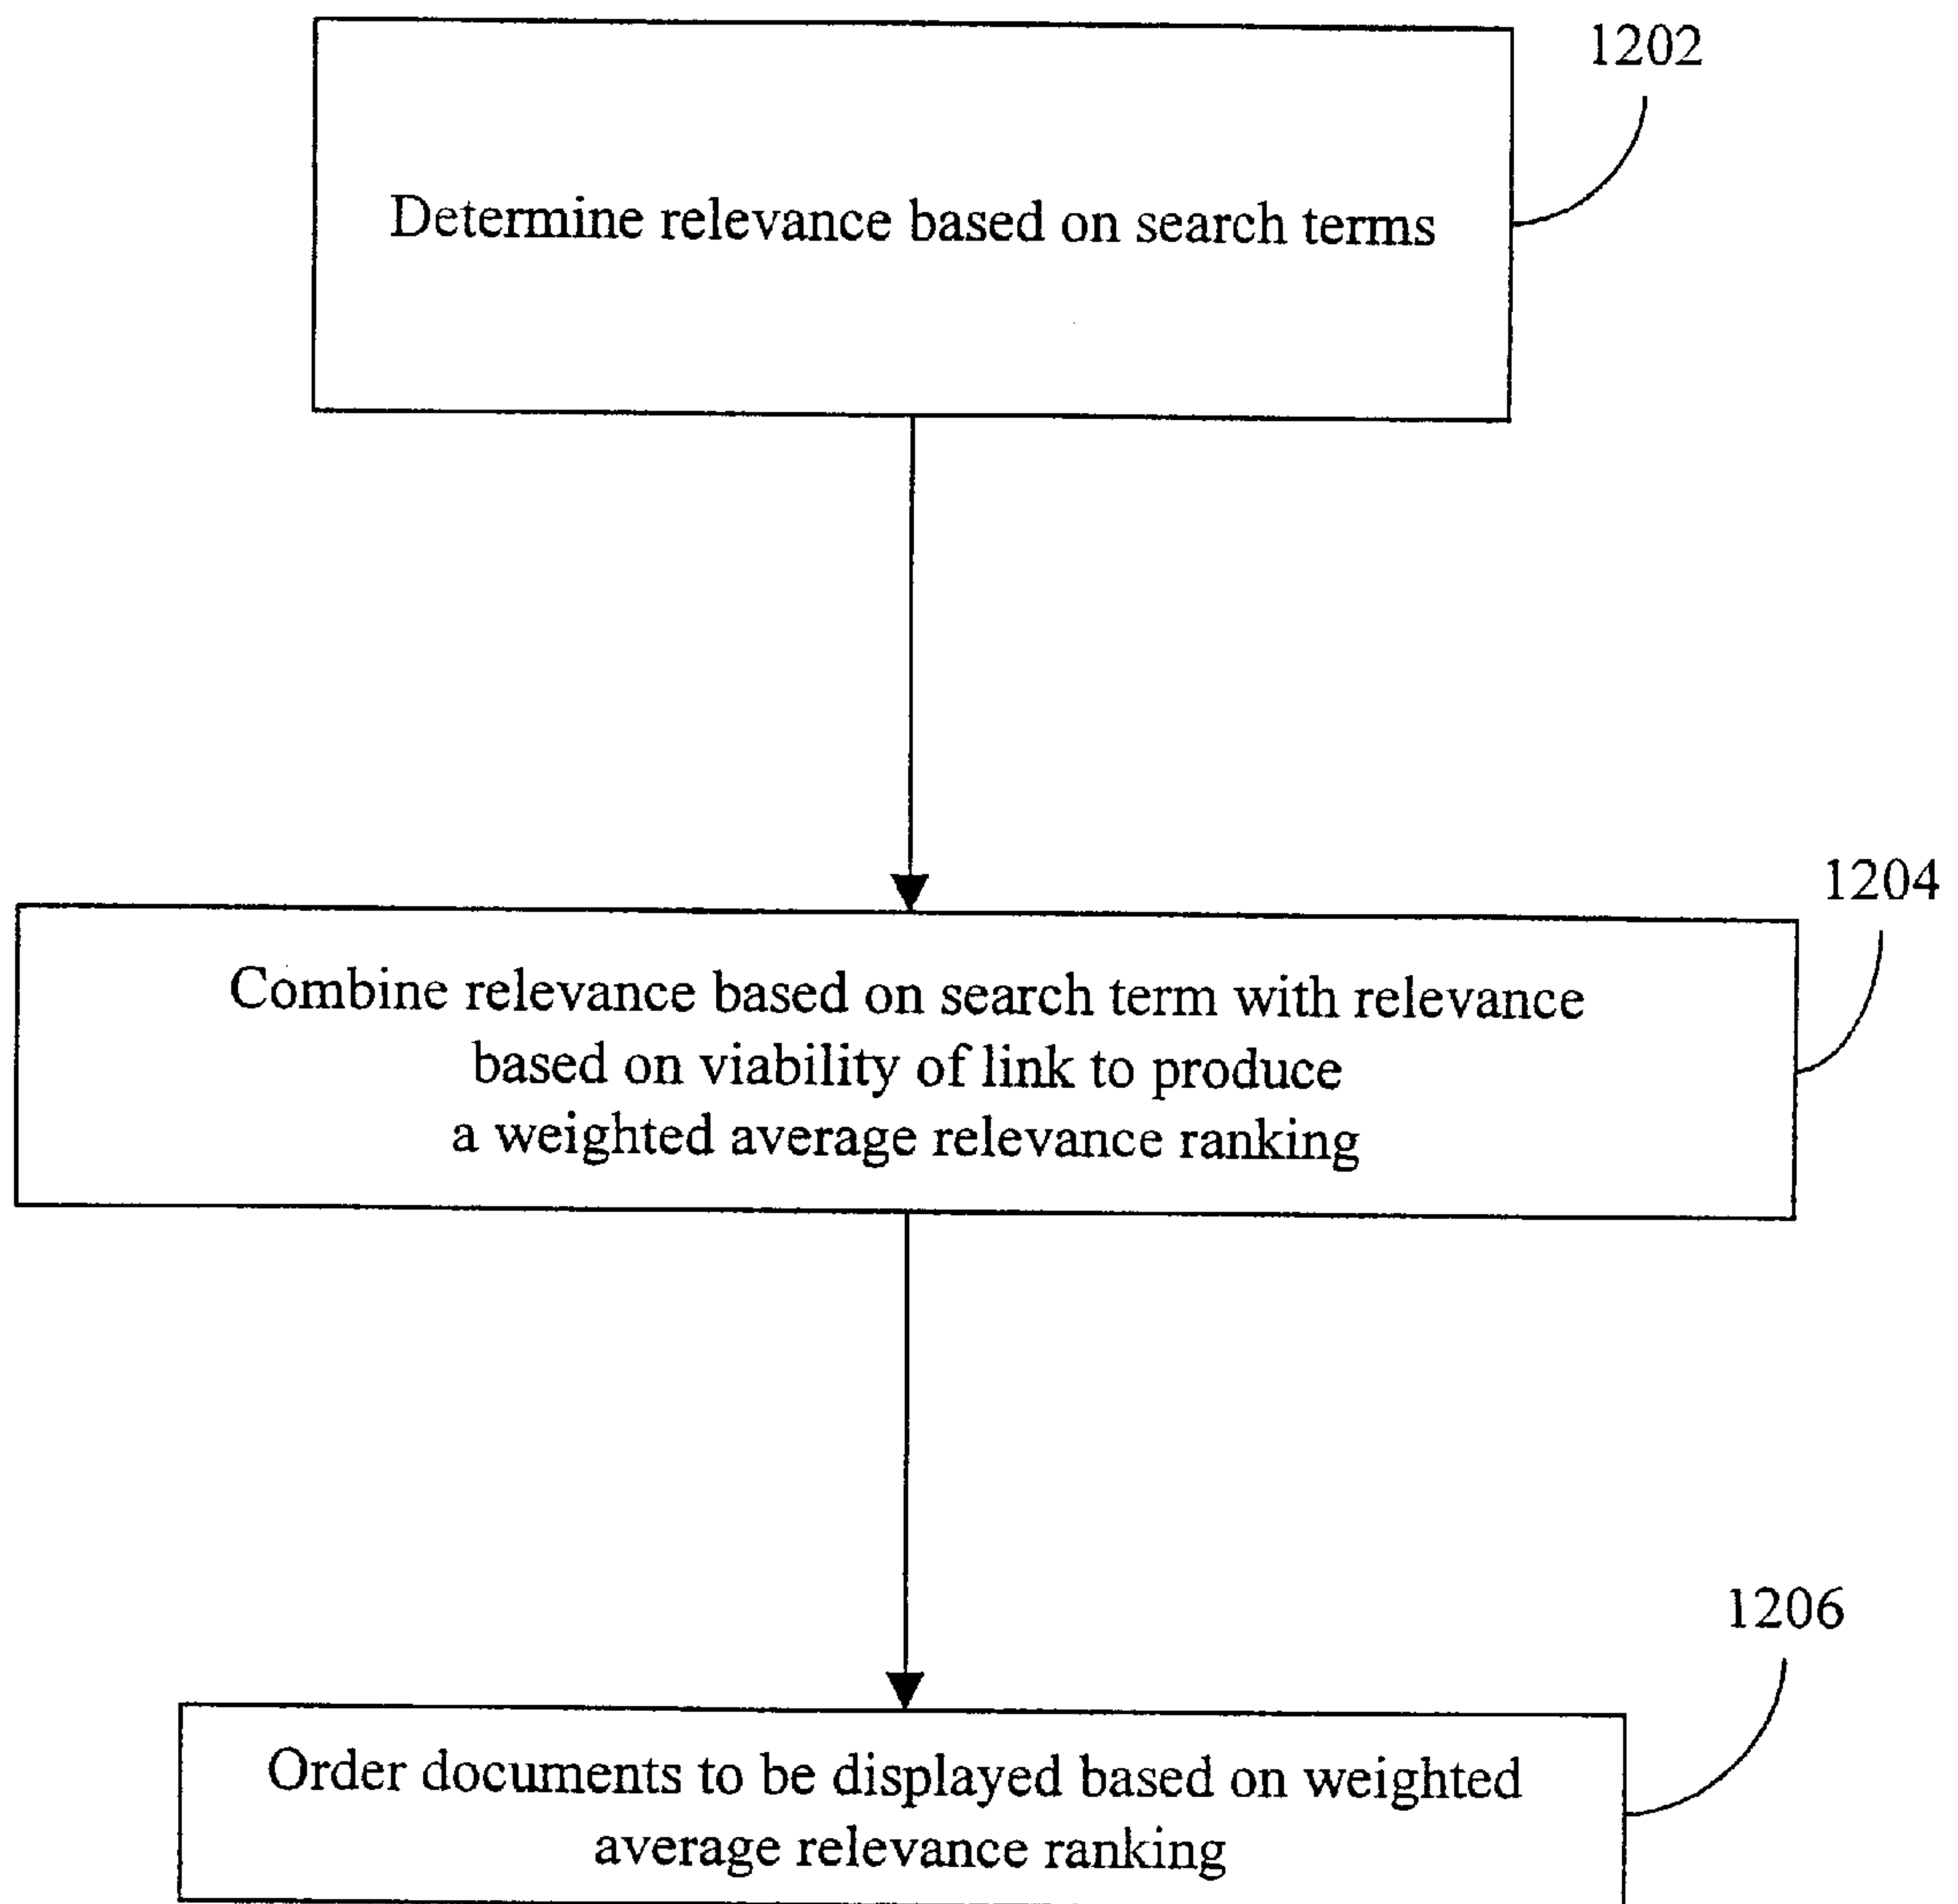 1202
Determine relevance based on search terms
1204
Combine relevance based on search term with relevance
based on viability of link to produce
a weighted average relevance ranking
1206
Order documents to be displayed based on weighted
average relevance ranking